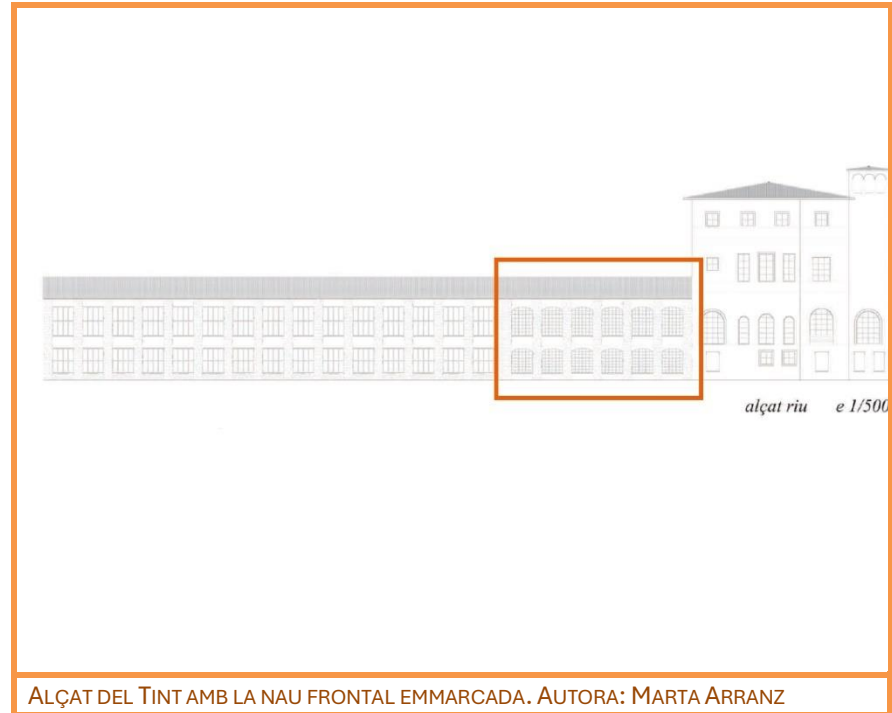 alçat riu e 1/500
ALÇAT DEL TINT AMB LA NAU FRONTAL EMMARCADA. AUTORA: MARTA ARRANZ